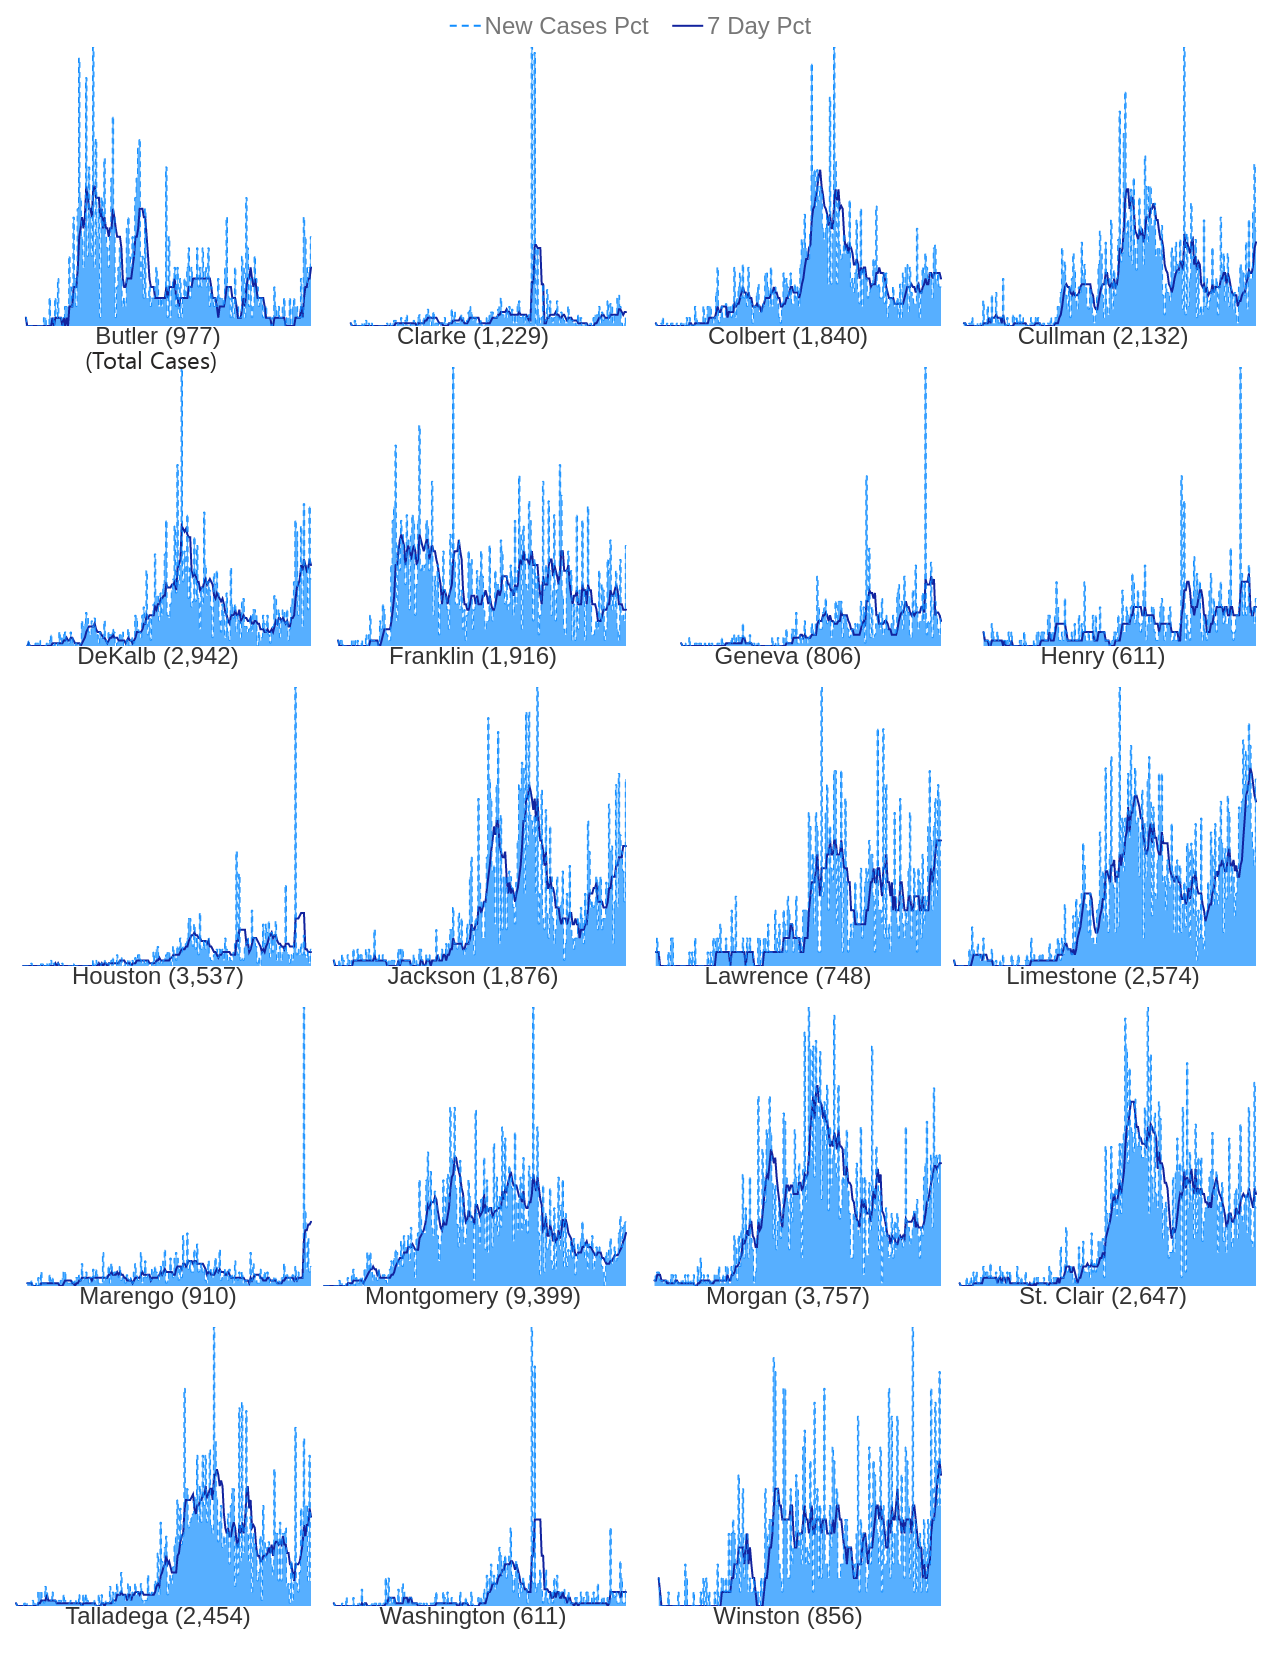 New Cases Pct 7 Day Pct
Butler (977) Clarke (1,229) Colbert (1,840) Cullman (2,132)
(Total Cases)
DeKalb (2,942) Franklin (1,916) Geneva (806) Henry (611)
Houston (3,537) Jackson (1,876) Lawrence (748) Limestone (2,574)
Marengo (910) Montgomery (9,399) Morgan (3,757) St. Clair (2,647)
Talladega (2,454) Washington (611) Winston (856)